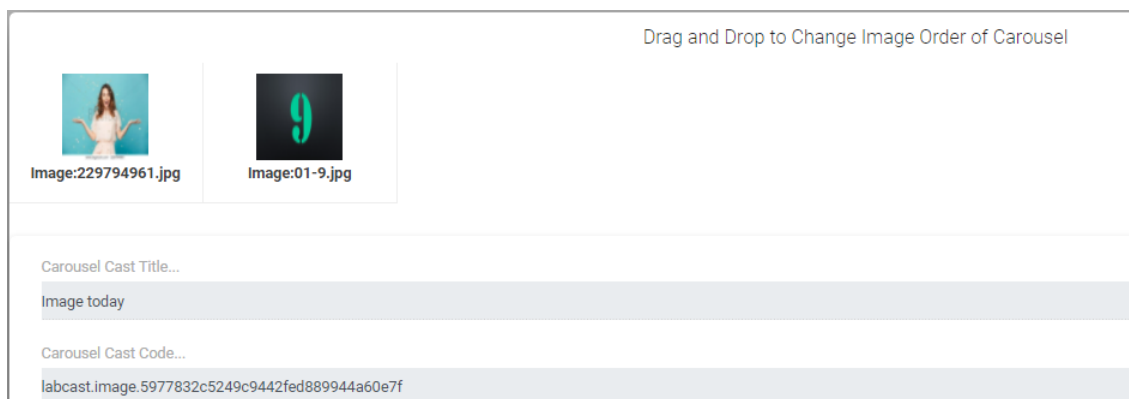 Drag and Drop to Change Image Order of Carousel
9
Image:229794961.jpg
Image:01-9.jpg
Carousel Cast Title...
Image today
Carousel Cast Code...
labcast.image.5977832c5249c9442fed889944a60e7f